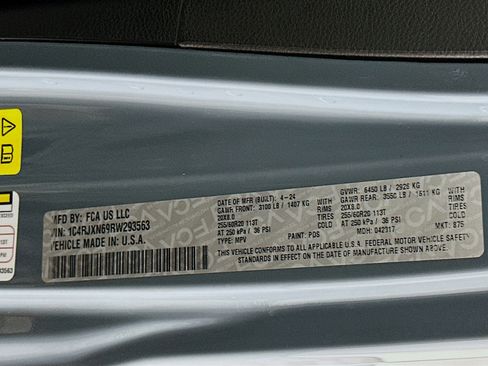 MFD BY: FCA US LLC
VIN: 1C4RJXN69RW293563
VEHICLE MADE IN U.S.A.
DATE OF MFR (BUILT): 4-24
GAWR FRONT: 3100 LB / 1407 KG
20X8.0
255/60R20 113T
AT 250 kPa / 36 PSI
TYPE: MPV
PAINT: PDS
WITH
RIMS
TIRES
GVWR: 6450 LB / 2926 KG
GAWR REAR: 3550 LB / 1611 KG
20X8.0
255/60R20 113T
AT 250 kPa / 36 PSI
MDH: 042317
WITH
RIMS
TIRES
MKT: 875
THIS VEHICLE CONFORMS TO ALL APPLICABLE U.S.A. FEDERAL MOTOR VEHICLE SAFETY
STANDARDS IN EFFECT ON THE DATE OF MANUFACTURE SHOWN ABOVE.
FCA